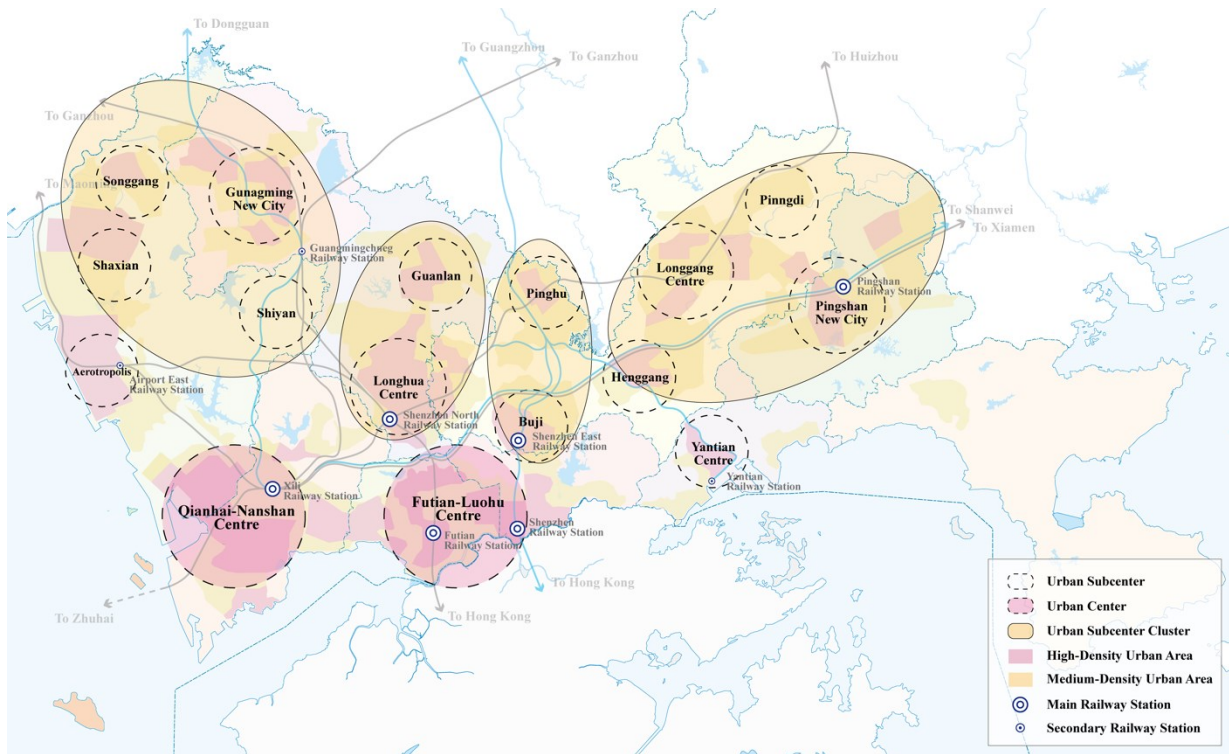 To Dongguan
To Guangzhou
To Ganzhou
To Huizhou
To Ganzhou
To Maoming
Songgang
Gunagming
New City
Pinngdi
To Shanwei
To Xiamen
Guangmingchneg
Railway Station
Shaxian
Guanlan
Longgang
Centre
Pinghu
Pingshan
Railway Station
Shiyan
Pingshan
New City
Aerotropolis
Airport East
Railway Station
Longhua
Centre
Henggang
Shenzhen North
Railway Station
Buji
Shenzhen East
Railway Station
Yantian
Centre
Yantian
Railway Station
Xili
Railway Station
Qianhai-Nanshan
Centre
Futian-Luohu
Centre
Futian
Railway Station
Shenzhen
Railway Station
To Hong Kong
To Hong Kong
To Zhuhai
Urban Subcenter
Urban Center
Urban Subcenter Cluster
High-Density Urban Area
Medium-Density Urban Area
Main Railway Station
Secondary Railway Station